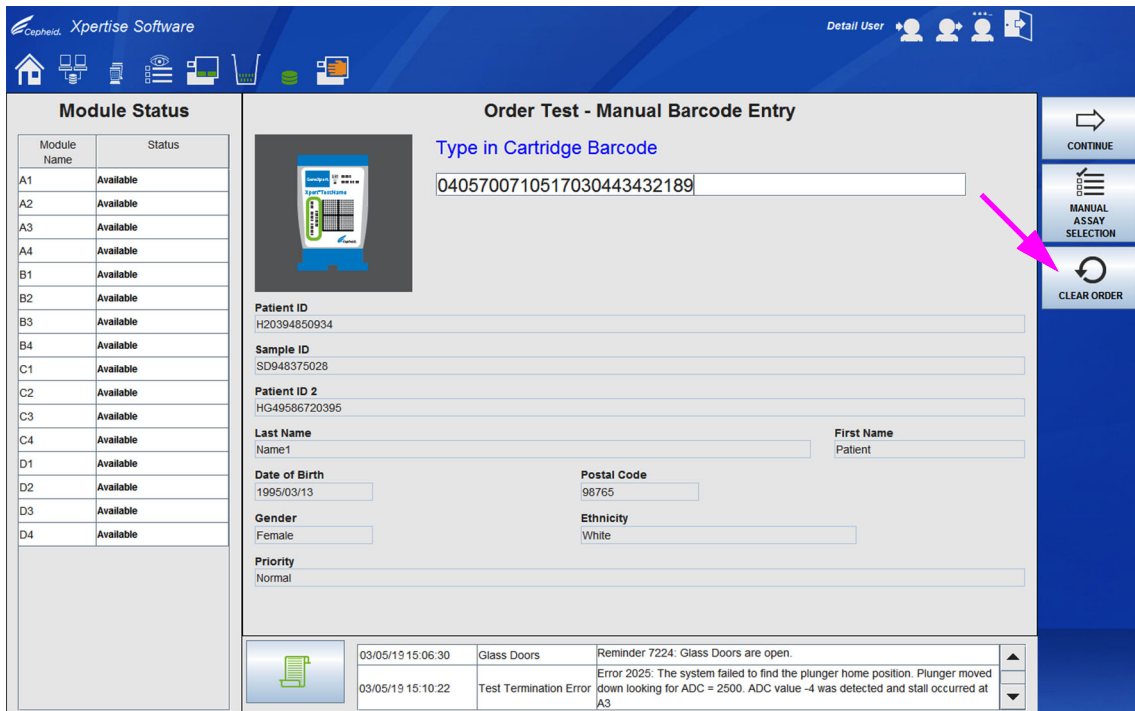 Cepheid. Xpertise Software
Detail User
Module Status
Module Name
Status
A1 Available
A2 Available
A3 Available
A4 Available
B1 Available
B2 Available
B3 Available
B4 Available
C1 Available
C2 Available
C3 Available
C4 Available
D1 Available
D2 Available
D3 Available
D4 Available
Order Test - Manual Barcode Entry
Type in Cartridge Barcode
0405700710517030443432189
GeneXpert
Xpert TestName
Cepheid
Patient ID
H20394850934
Sample ID
SD948375028
Patient ID 2
HG49586720395
Last Name First Name
Name1 Patient
Date of Birth Postal Code
1995/03/13 98765
Gender Ethnicity
Female White
Priority
Normal
03/05/19 15:06:30 Glass Doors Reminder 7224: Glass Doors are open.
03/05/19 15:10:22 Test Termination Error Error 2025: The system failed to find the plunger home position. Plunger moved
down looking for ADC = 2500. ADC value -4 was detected and stall occurred at
A3
CONTINUE
MANUAL
ASSAY
SELECTION
CLEAR ORDER